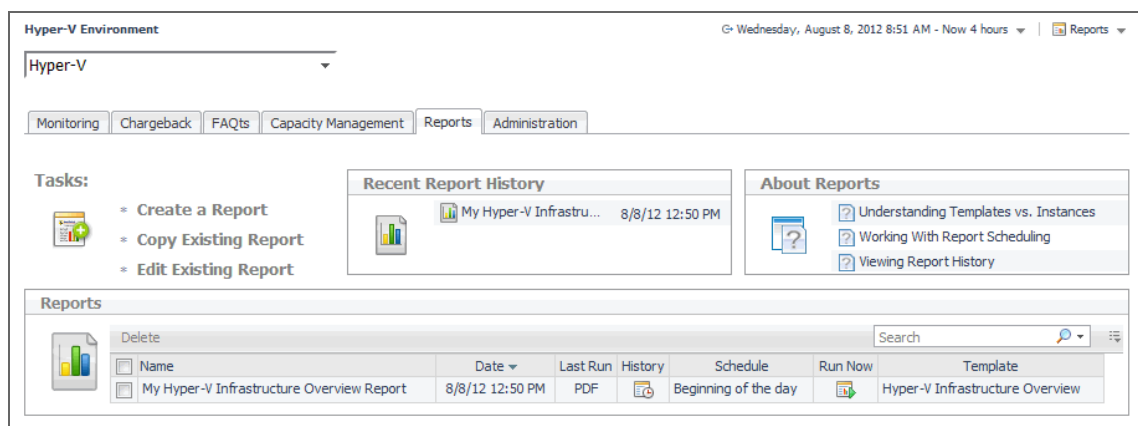 Hyper-V Environment
Wednesday, August 8, 2012 8:51 AM - Now 4 hours
Reports
Hyper-V
Monitoring Chargeback FAQts Capacity Management Reports Administration
Tasks:
Create a Report
Copy Existing Report
Edit Existing Report
Recent Report History
My Hyper-V Infrastru... 8/8/12 12:50 PM
About Reports
Understanding Templates vs. Instances
Working With Report Scheduling
Viewing Report History
Reports
Delete Search
Name Date Last Run History Schedule Run Now Template
My Hyper-V Infrastructure Overview Report 8/8/12 12:50 PM PDF Beginning of the day Hyper-V Infrastructure Overview